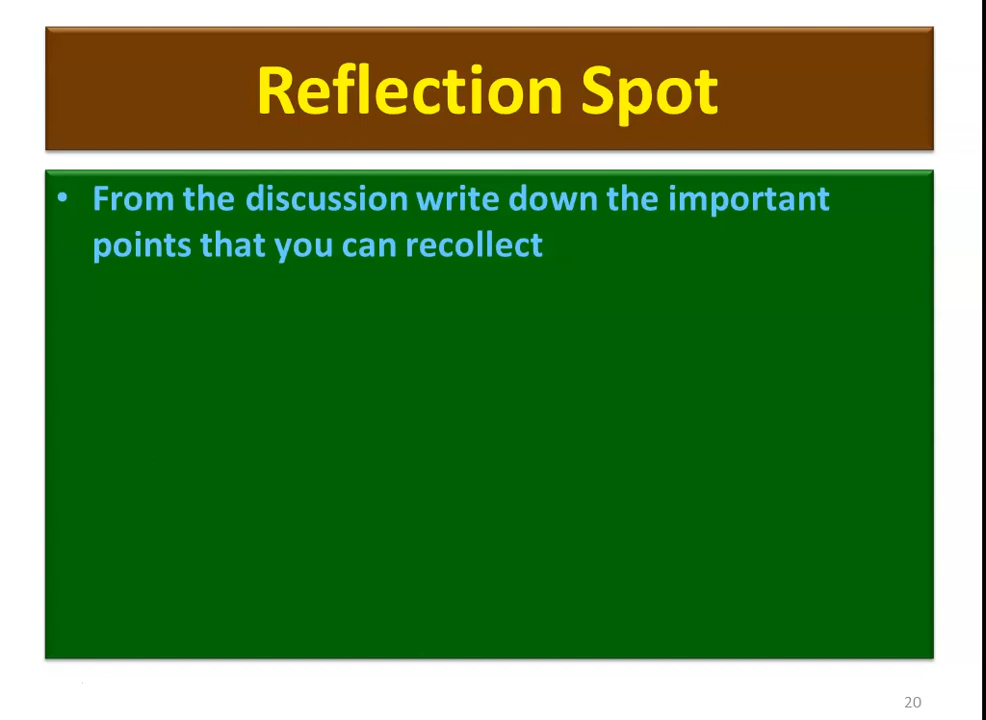 Reflection Spot
• From the discussion write down the important
points that you can recollect
20